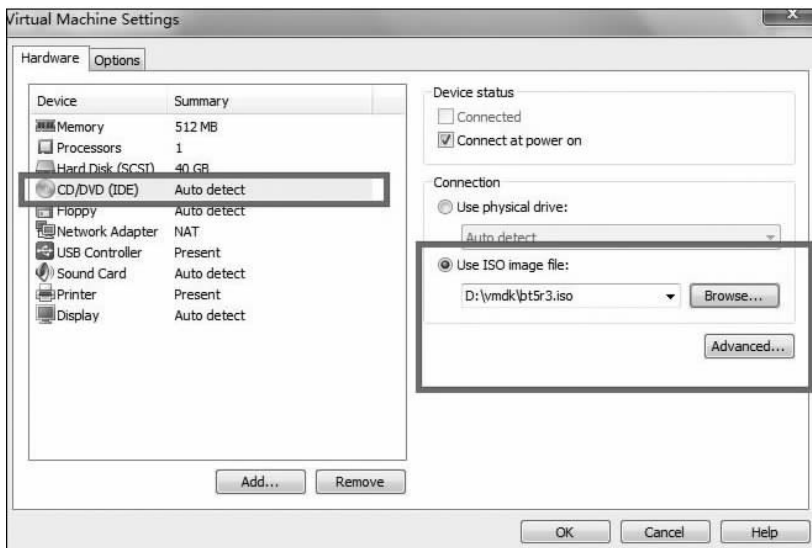 Virtual Machine Settings
x
Hardware
Options
Device Summary
Memory 512 MB
Processors 1
Hard Disk (SCSI) 40 GB
CD/DVD (IDE) Auto detect
Floppy Auto detect
Network Adapter NAT
USB Controller Present
Sound Card Auto detect
Printer Present
Display Auto detect
Add...
Remove
Device status
Connected
Connect at power on
Connection
Use physical drive:
Auto detect
Use ISO image file:
D:\vmdk\bt5r3.iso
Browse...
Advanced...
OK
Cancel
Help